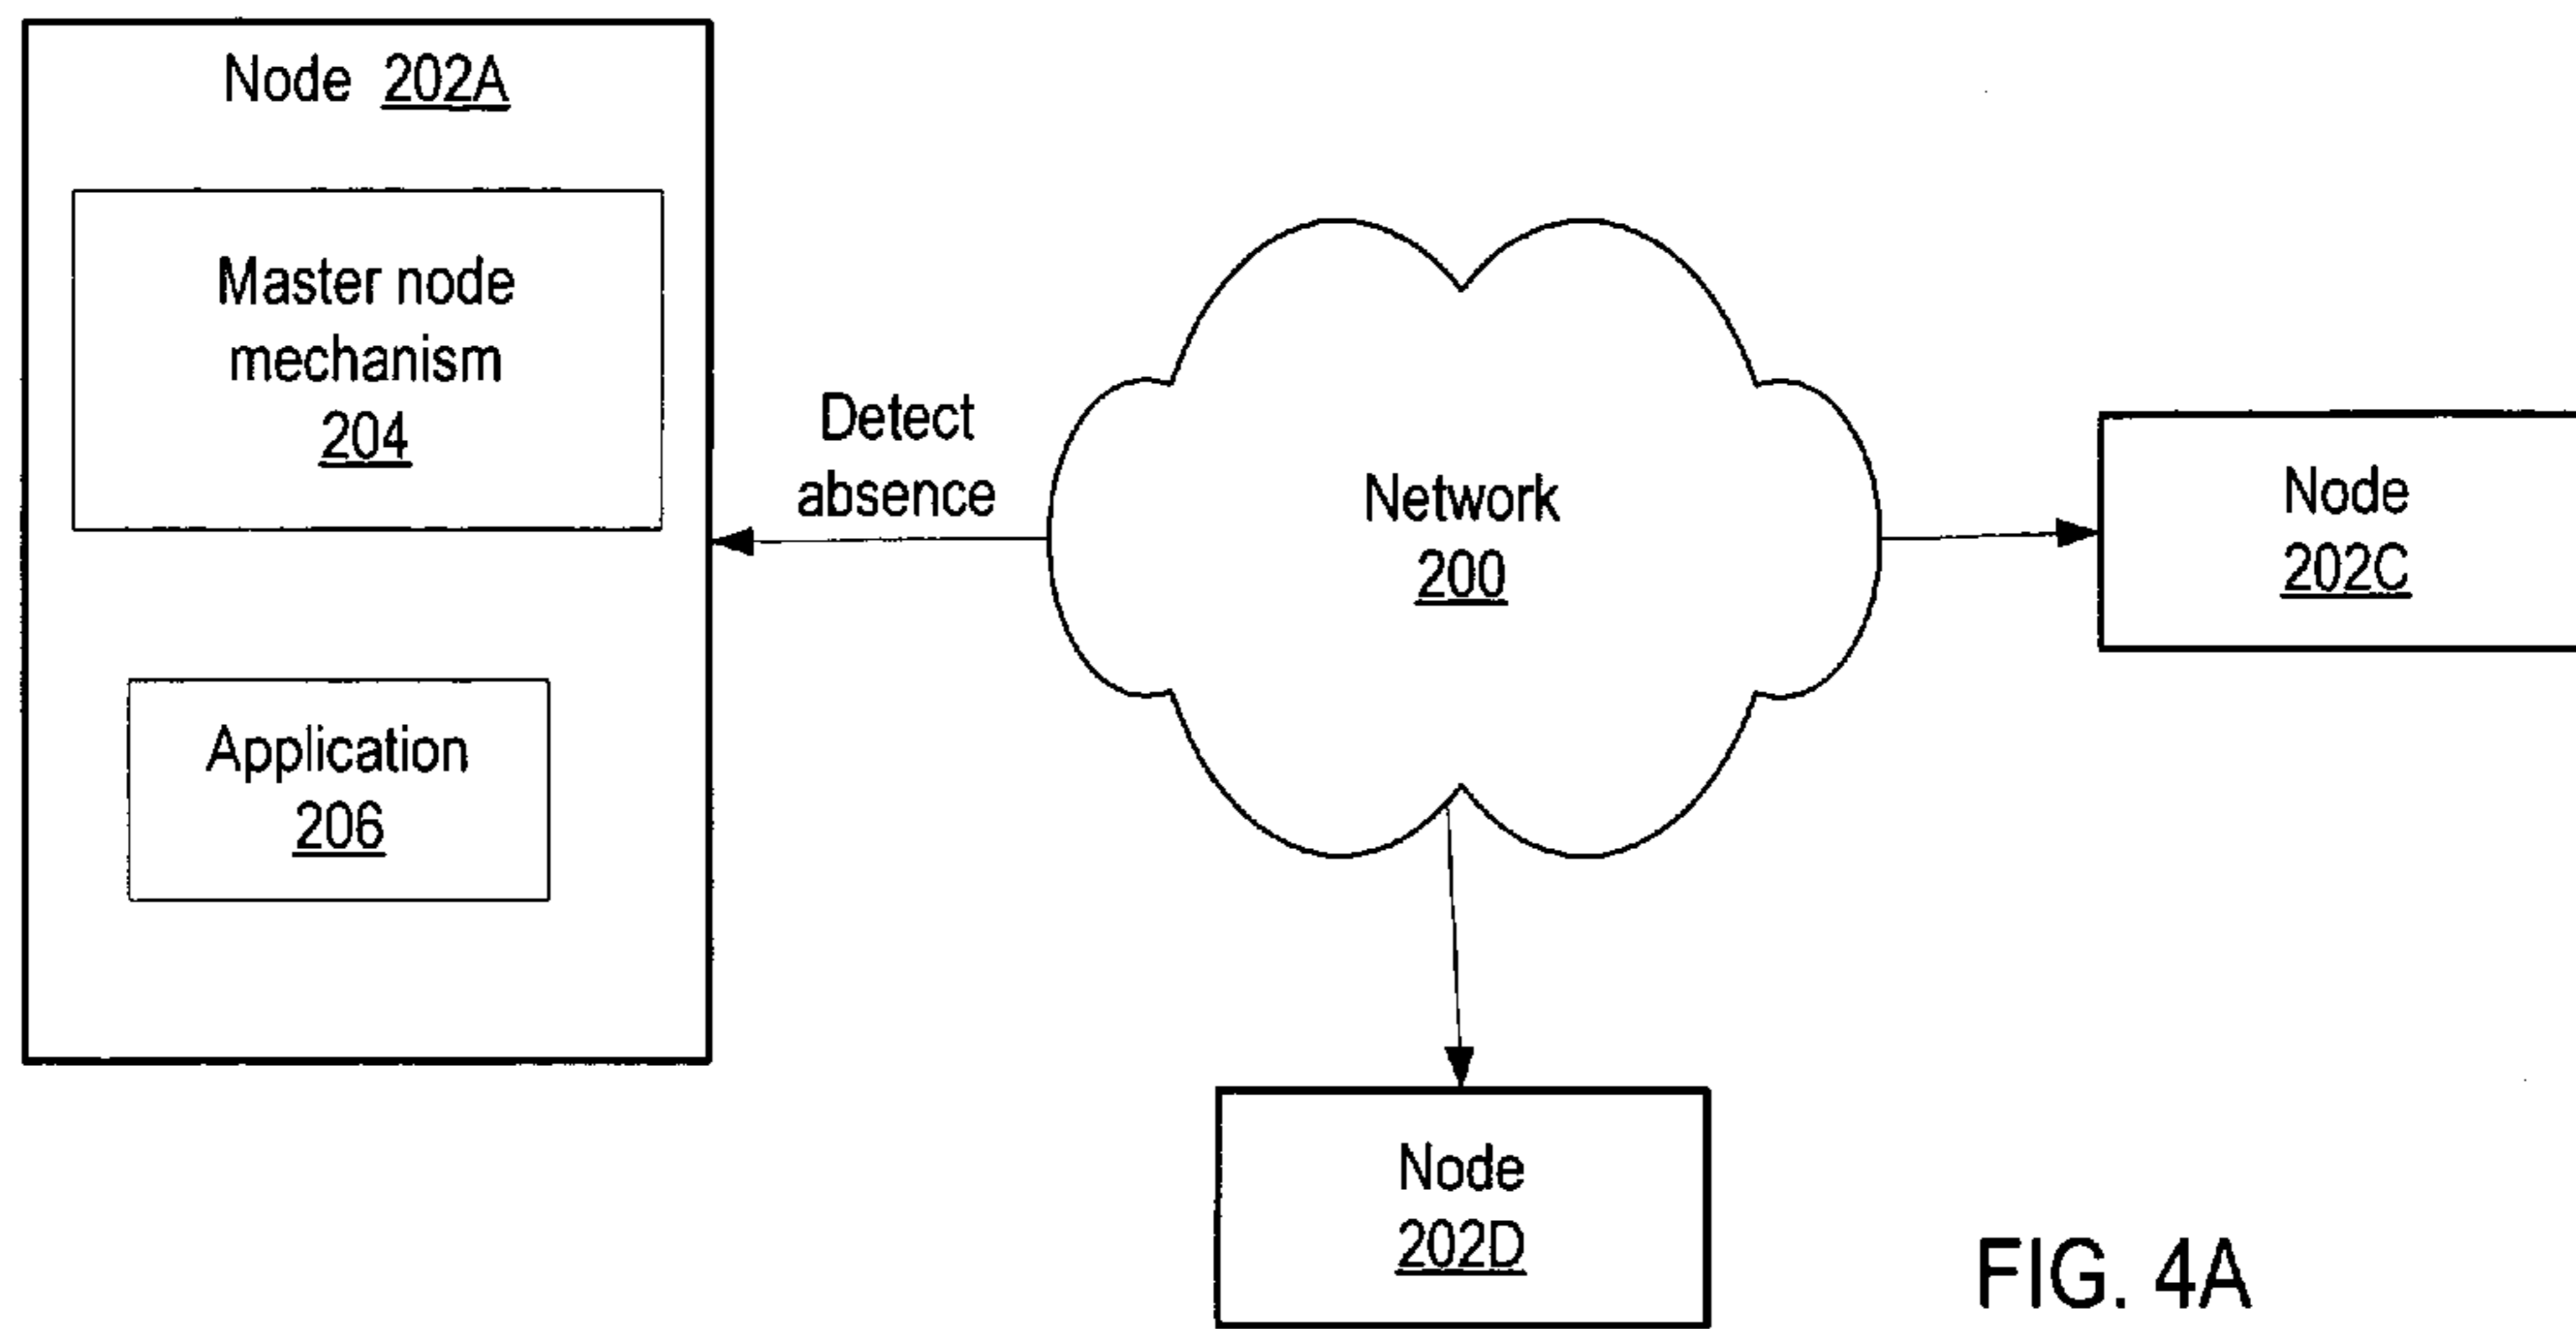 Node 202A
Master node
mechanism
204
Application
206
Detect
absence
Network
200
Node
202C
Node
202D
FIG. 4A